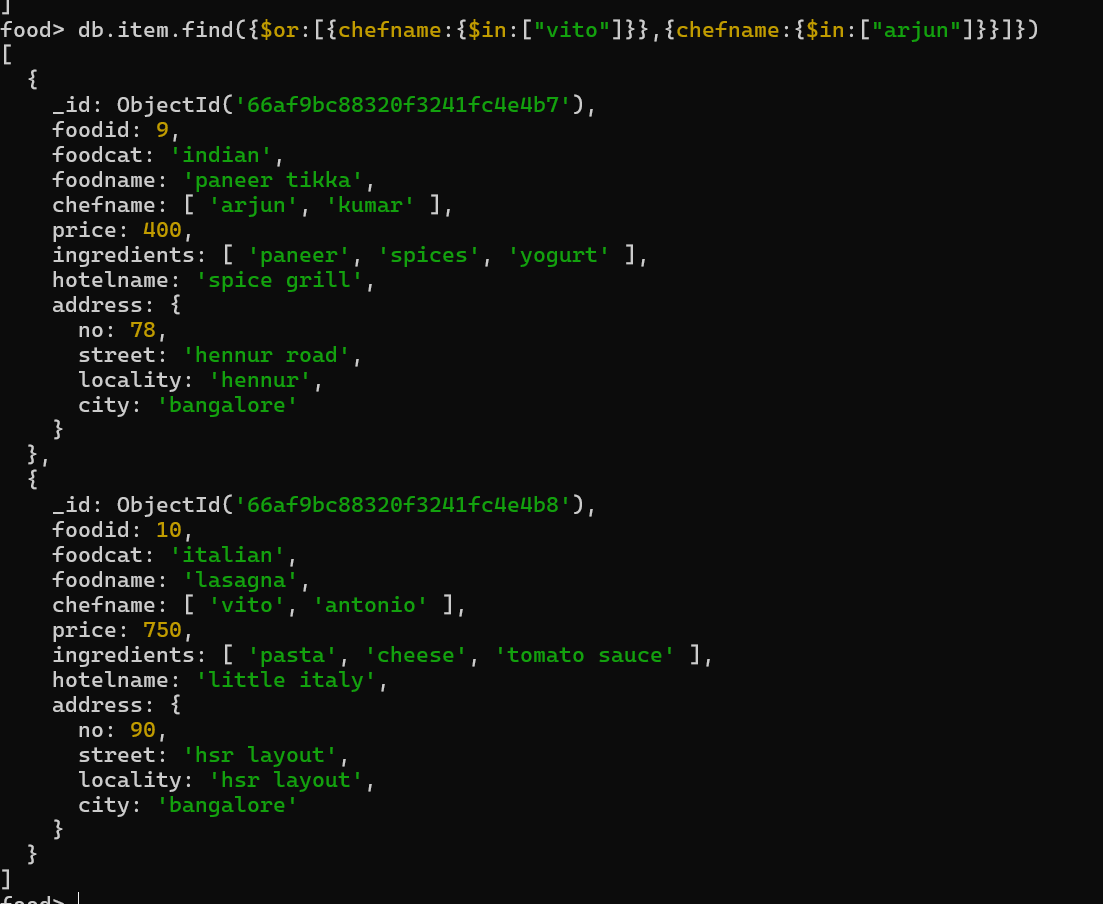 ]
food> db.item.find({$or:[{chefname:{$in:["vito"]}},{chefname:{$in:["arjun"]}}]})
[
  {
    _id: ObjectId('66af9bc88320f3241fc4e4b7'),
    foodid: 9,
    foodcat: 'indian',
    foodname: 'paneer tikka',
    chefname: [ 'arjun', 'kumar' ],
    price: 400,
    ingredients: [ 'paneer', 'spices', 'yogurt' ],
    hotelname: 'spice grill',
    address: {
      no: 78,
      street: 'hennur road',
      locality: 'hennur',
      city: 'bangalore'
    }
  },
  {
    _id: ObjectId('66af9bc88320f3241fc4e4b8'),
    foodid: 10,
    foodcat: 'italian',
    foodname: 'lasagna',
    chefname: [ 'vito', 'antonio' ],
    price: 750,
    ingredients: [ 'pasta', 'cheese', 'tomato sauce' ],
    hotelname: 'little italy',
    address: {
      no: 90,
      street: 'hsr layout',
      locality: 'hsr layout',
      city: 'bangalore'
    }
  }
]
food>